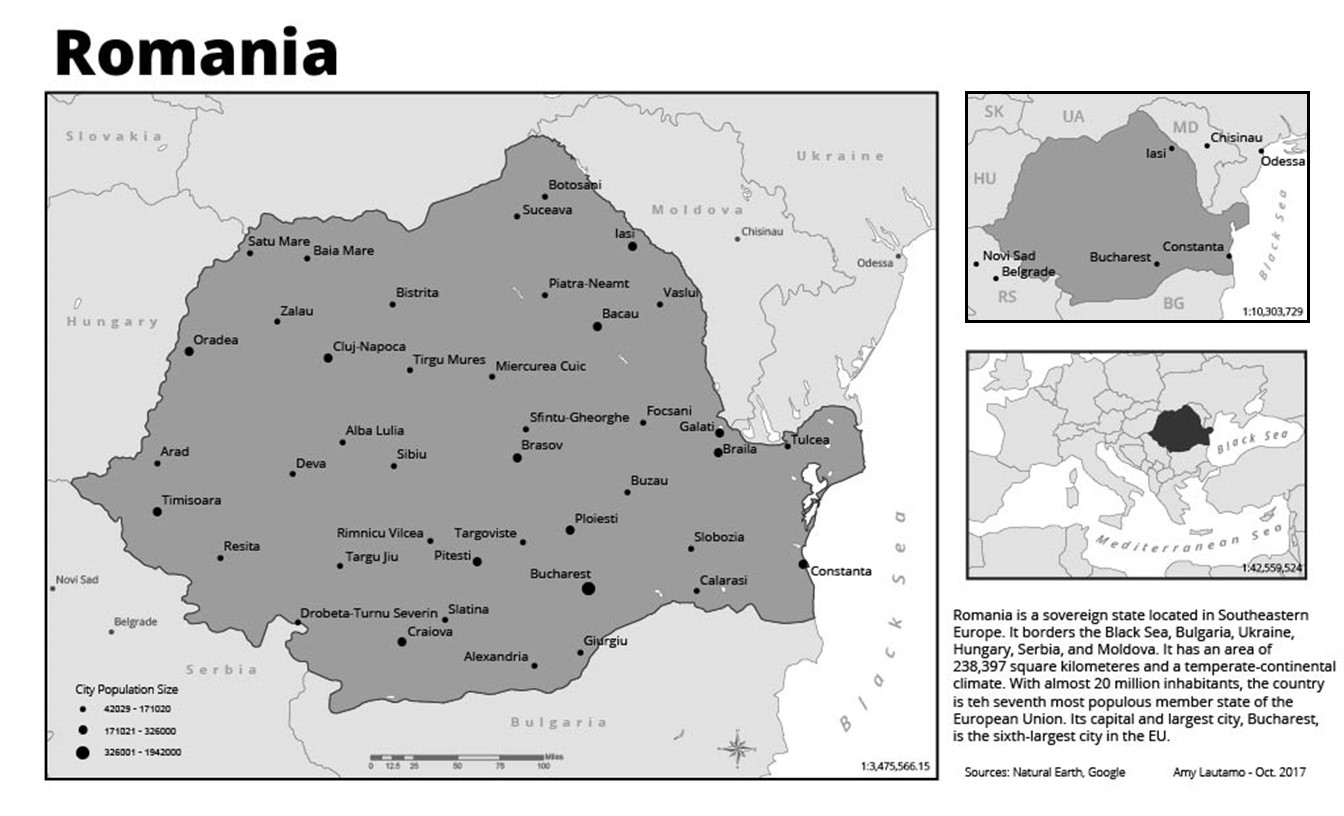 Romania
Slovakia
Ukraine
Botosani
Suceava
Moldova
Iasi
Chisinau
Satu Mare
Baia Mare
Odessa
Piatra-Neamt
Vaslui
Bistrita
Zalau
Bacau
Hungary
Oradea
Cluj-Napoca
Tirgu Mures
Miercurea Cuic
Sfintu-Gheorghe
Focsani
Galati
Alba Lulia
Tulcea
Brasov
Braila
Arad
Sibiu
Deva
Buzau
Timisoara
Ploiesti
Rimnicu Vilcea
Targoviste
Slobozia
Resita
Targu Jiu
Pitesti
Constanta
Bucharest
Novi Sad
Calarasi
Drobeta-Turnu Severin
Slatina
Belgrade
Craiova
Giurgiu
Alexandria
Serbia
Black Sea
Bulgaria
City Population Size
42029 - 171020
171021 - 326000
326001 - 1942000
Miles
0 12.5 25 50 75 100
1:3,475,566.15
SK
UA
MD
Chisinau
Iasi
Odessa
HU
Black Sea
Constanta
Novi Sad
Bucharest
Belgrade
RS
BG
1:10,303,729
Black Sea
Mediterranean Sea
1:42,559,524
Romania is a sovereign state located in Southeastern
Europe. It borders the Black Sea, Bulgaria, Ukraine,
Hungary, Serbia, and Moldova. It has an area of
238,397 square kilometeres and a temperate-continental
climate. With almost 20 million inhabitants, the country
is teh seventh most populous member state of the
European Union. Its capital and largest city, Bucharest,
is the sixth-largest city in the EU.
Sources: Natural Earth, Google
Amy Lautamo - Oct. 2017